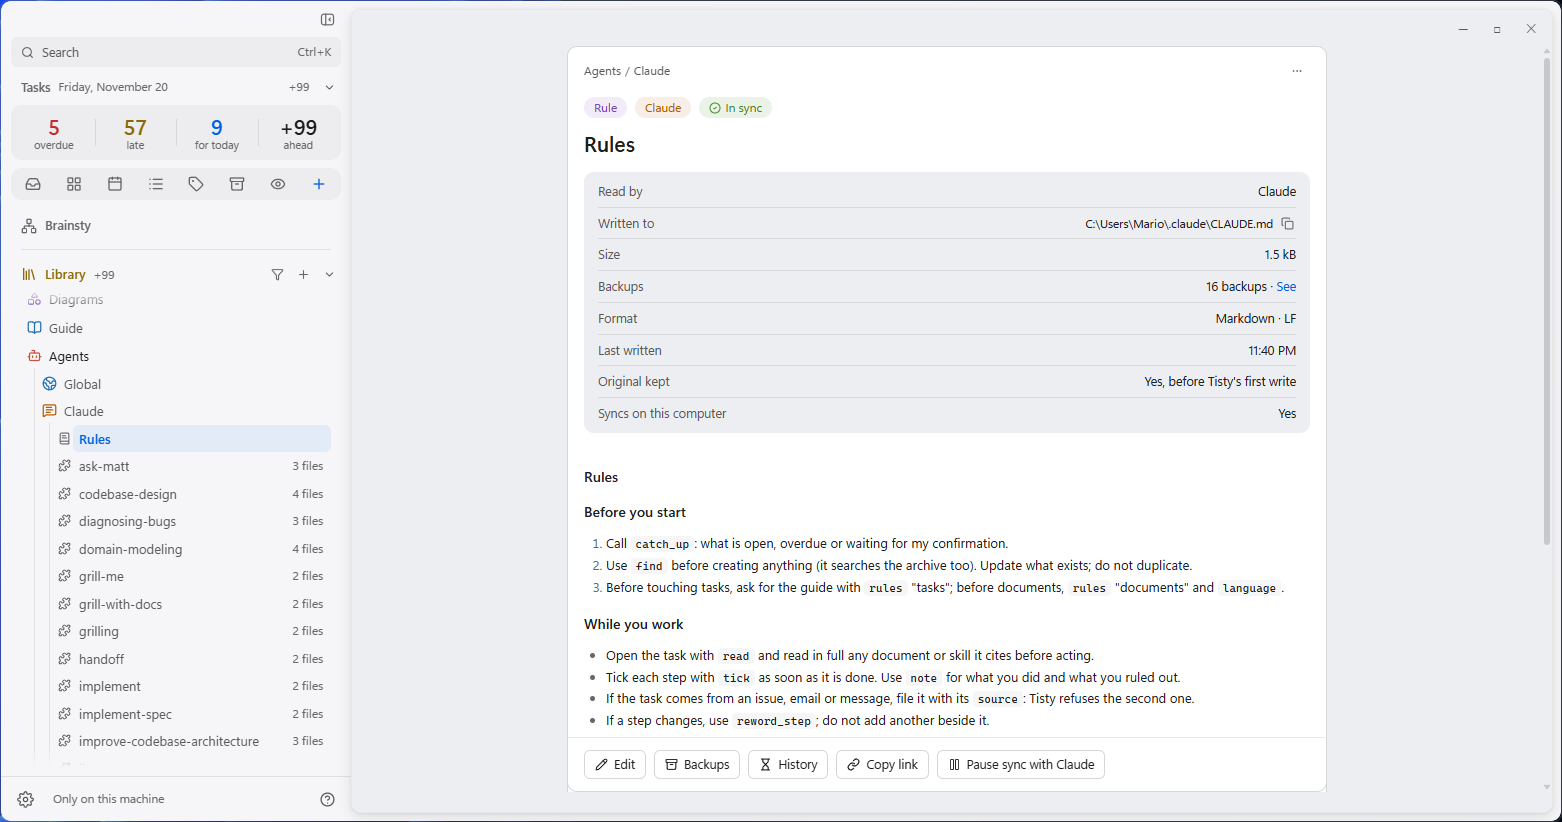 Search Ctrl+K
Tasks Friday, November 20 +99
5 57 9 +99
overdue late for today ahead
Brainsty
Library +99
Diagrams
Guide
Agents
Global
Claude
Rules
ask-matt 3 files
codebase-design 4 files
diagnosing-bugs 3 files
domain-modeling 4 files
grill-me 2 files
grill-with-docs 2 files
grilling 2 files
handoff 2 files
implement 2 files
implement-spec 2 files
improve-codebase-architecture 3 files
Only on this machine
Agents / Claude
Rule Claude In sync
Rules
Read by Claude
Written to C:\Users\Mario\.claude\CLAUDE.md
Size 1.5 kB
Backups 16 backups · See
Format Markdown · LF
Last written 11:40 PM
Original kept Yes, before Tisty's first write
Syncs on this computer Yes
Rules
Before you start
1. Call catch_up : what is open, overdue or waiting for my confirmation.
2. Use find before creating anything (it searches the archive too). Update what exists; do not duplicate.
3. Before touching tasks, ask for the guide with rules "tasks"; before documents, rules "documents" and language .
While you work
• Open the task with read and read in full any document or skill it cites before acting.
• Tick each step with tick as soon as it is done. Use note for what you did and what you ruled out.
• If the task comes from an issue, email or message, file it with its source : Tisty refuses the second one.
• If a step changes, use reword_step ; do not add another beside it.
Edit Backups History Copy link Pause sync with Claude